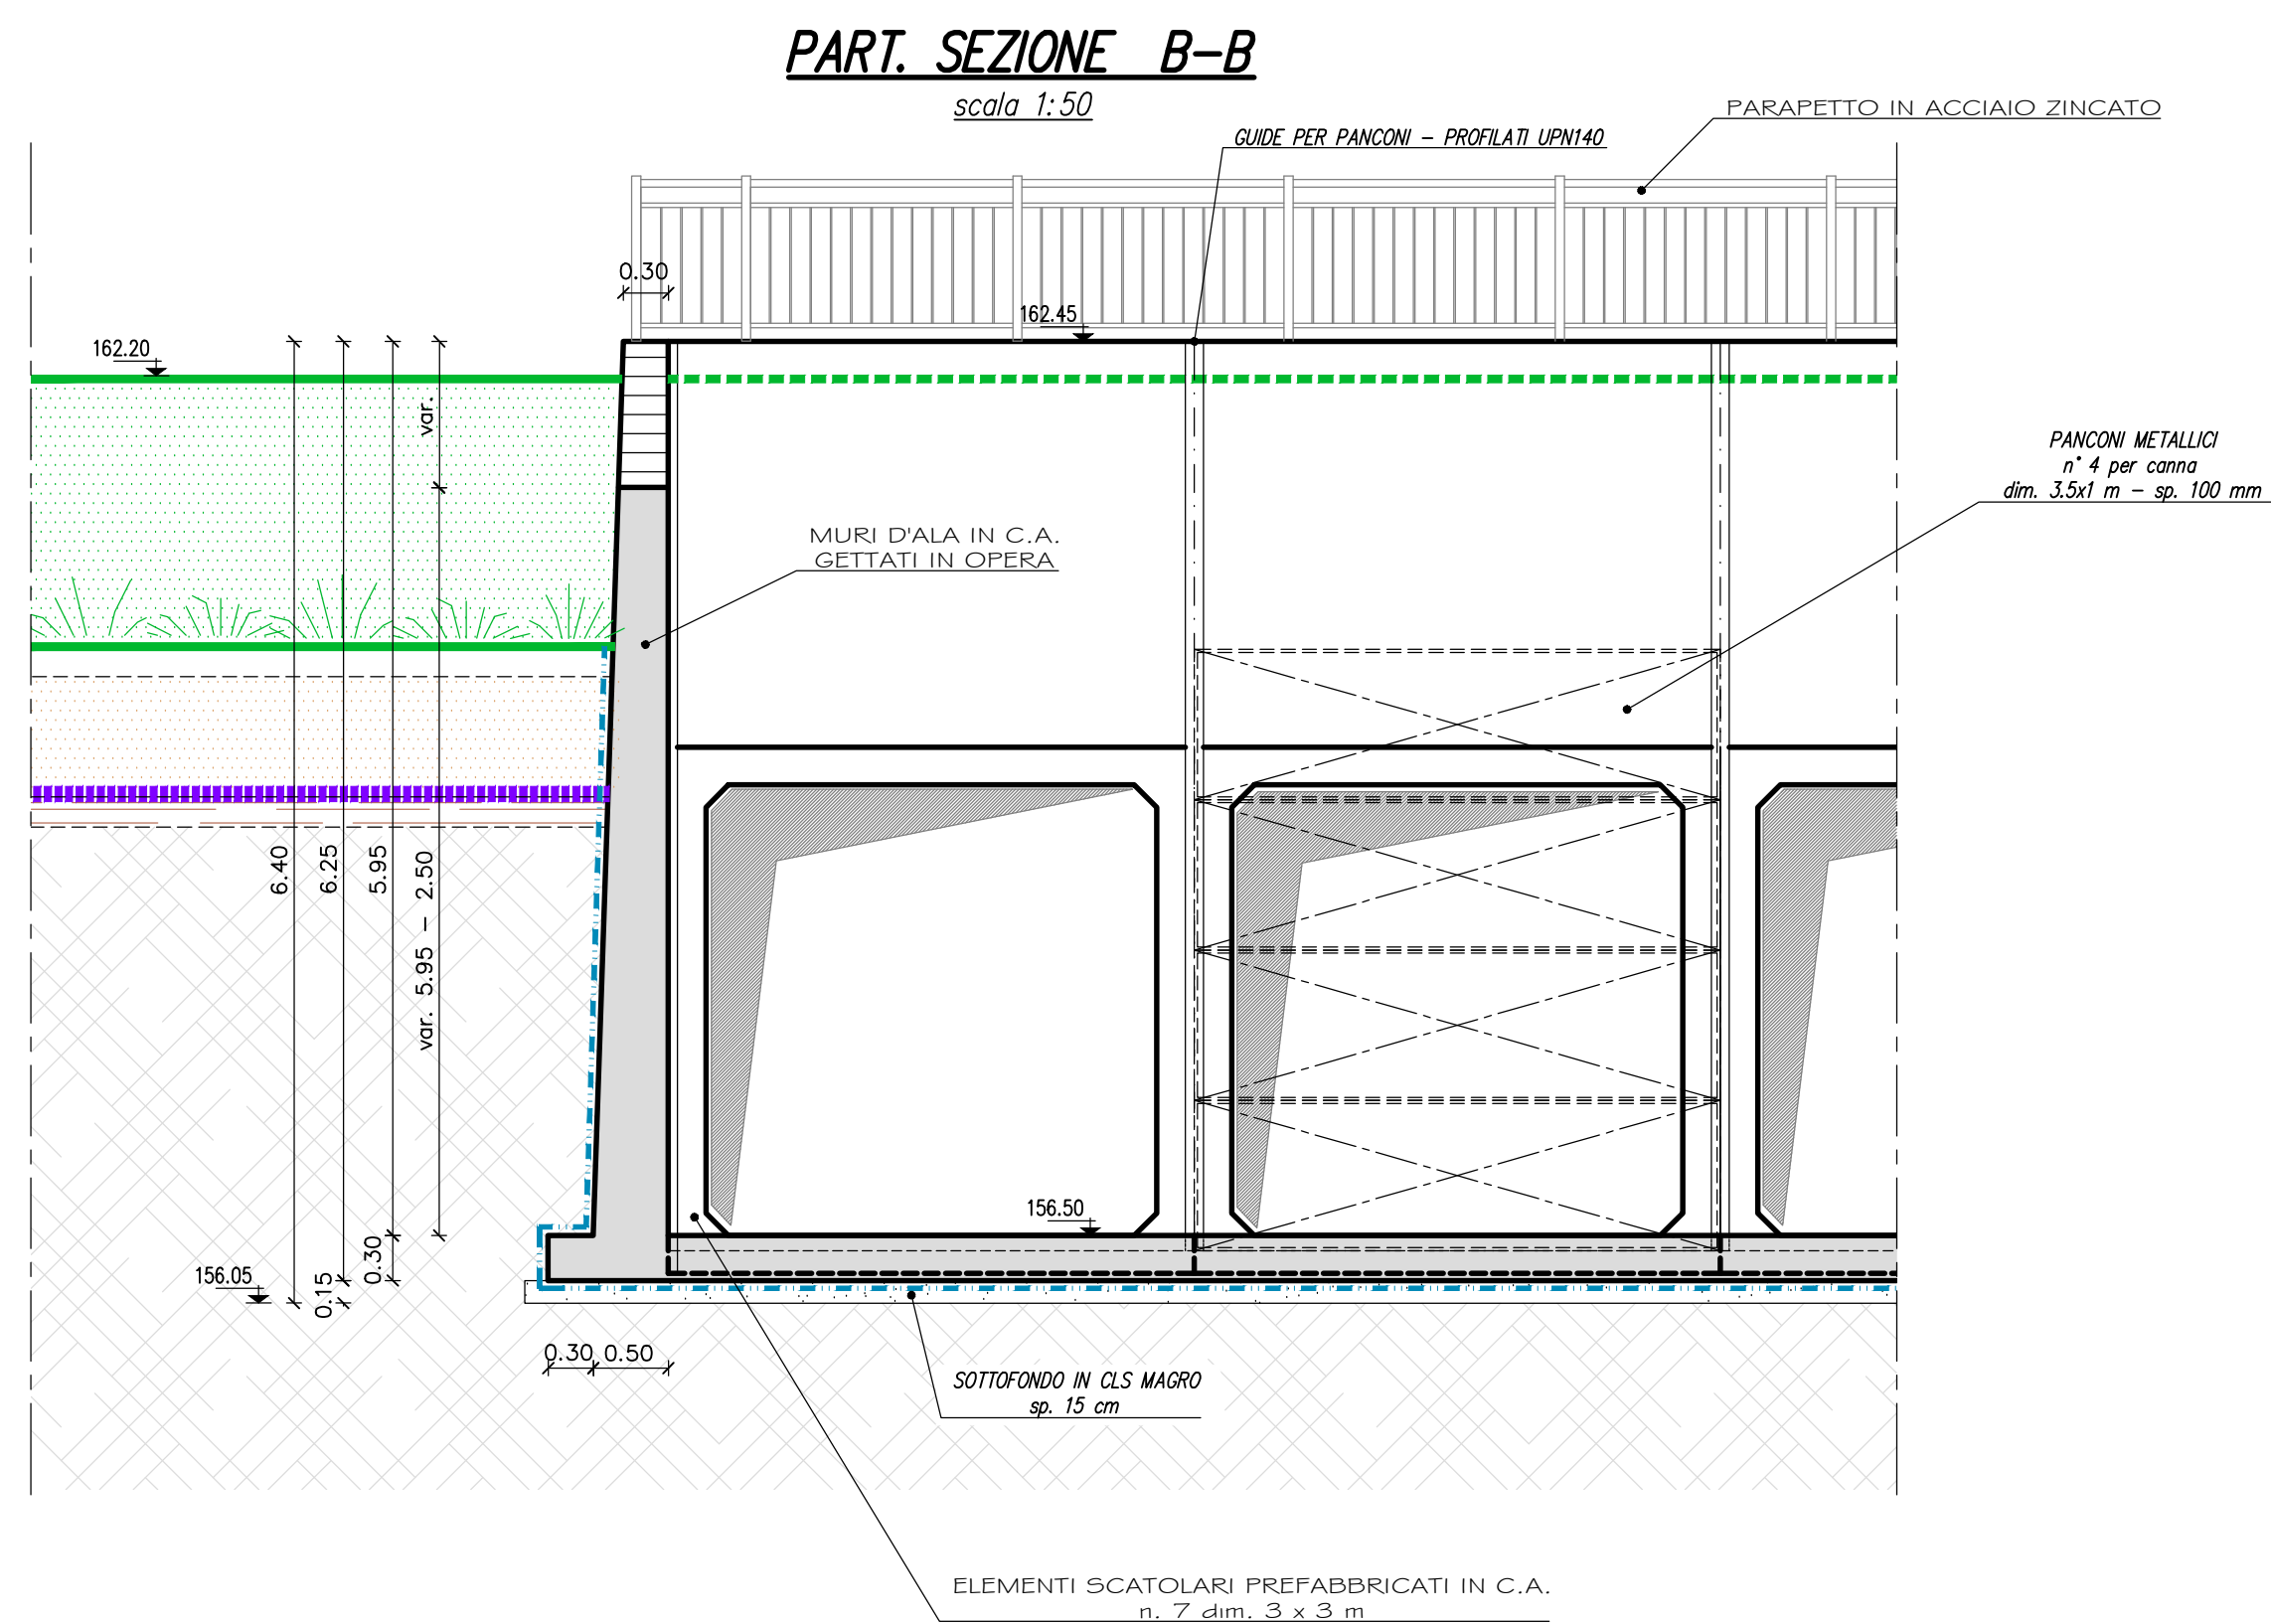 PART. SEZIONE B-B
scala 1:50
PARAPETTO IN ACCIAIO ZINCATO
GUIDE PER PANCONI - PROFILATI UPN140
0.30
162.45
162.20
var.
PANCONI METALLICI
n° 4 per canna
dim. 3.5x1 m - sp. 100 mm
MURI D'ALA IN C.A.
GETTATI IN OPERA
6.40
6.25
5.95
var. 5.95 - 2.50
156.50
156.05
0.15
0.30
0.30
0.50
SOTTOFONDO IN CLS MAGRO
sp. 15 cm
ELEMENTI SCATOLARI PREFABBRICATI IN C.A.
n. 7 dim. 3 x 3 m